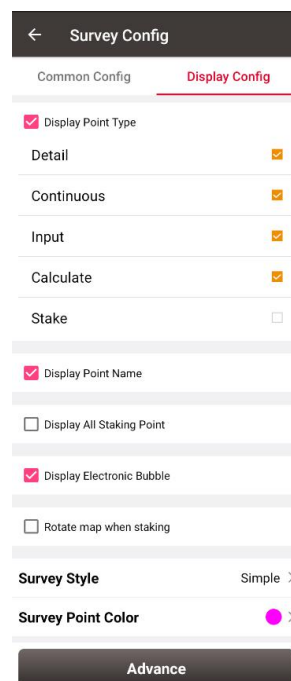 Survey Config
Common Config Display Config
Display Point Type
Detail
Continuous
Input
Calculate
Stake
Display Point Name
Display All Staking Point
Display Electronic Bubble
Rotate map when staking
Survey Style Simple
Survey Point Color
Advance